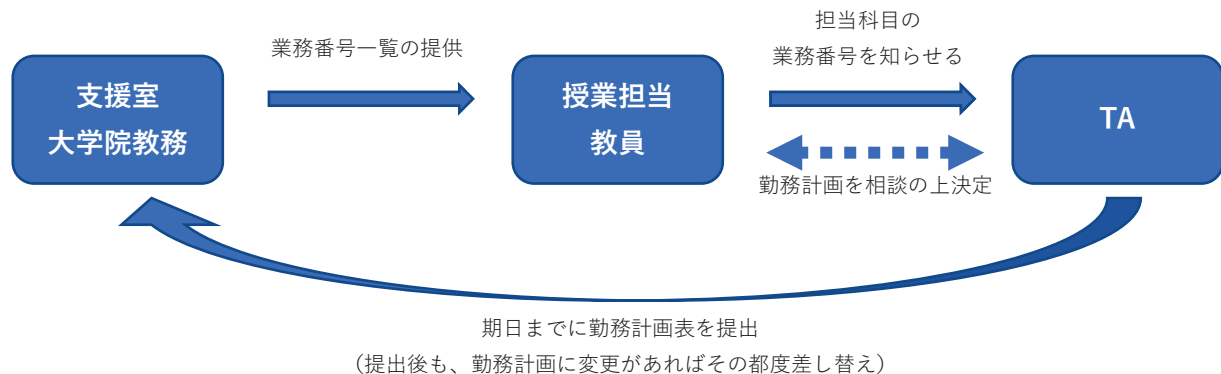 業務番号一覧の提供
担当科目の
業務番号を知らせる
支援室
大学院教務
授業担当
教員
TA
勤務計画を相談の上決定
期日までに勤務計画表を提出
（提出後も、勤務計画に変更があればその都度差し替え）